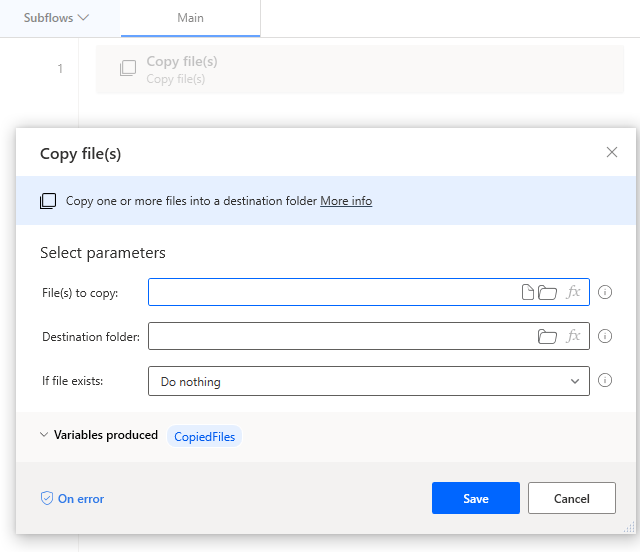 Subflows
Main
1
Copy file(s)
Copy file(s)
Copy file(s)
Copy one or more files into a destination folder More info
Select parameters
File(s) to copy:
fx
Destination folder:
fx
If file exists:
Do nothing
Variables produced
CopiedFiles
On error
Save
Cancel